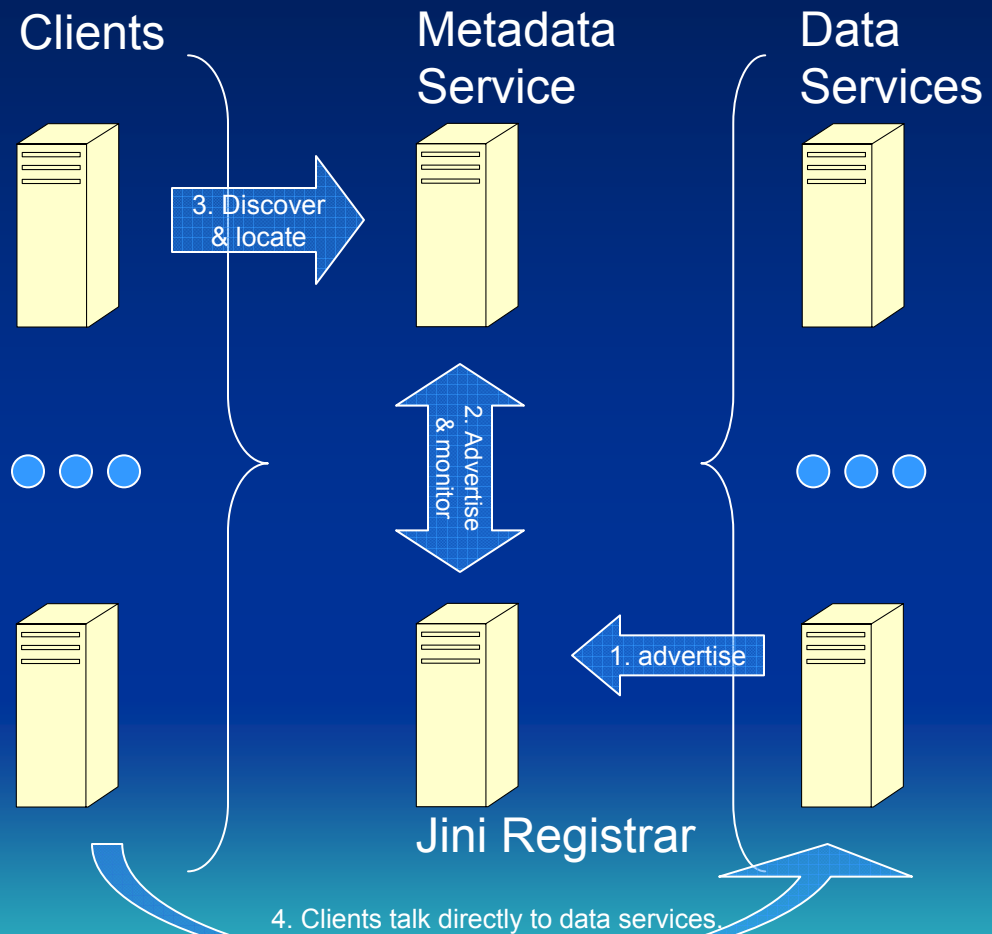 Clients
Metadata
Service
Data
Services
3. Discover
& locate
2. Advertise
& monitor
1. advertise
Jini Registrar
4. Clients talk directly to data services.